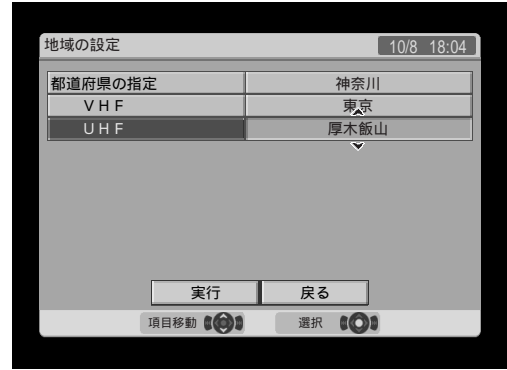 地域の設定 10/8 18:04
都道府県の指定 神奈川
ＶＨＦ 東京
ＵＨＦ 厚木飯山
実行 戻る
項目移動 選択